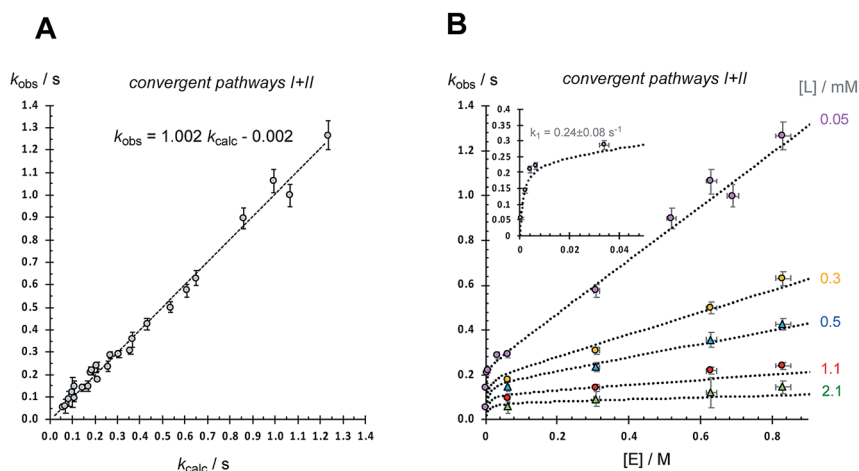 A
k_obs / s
convergent pathways I+II
k_obs = 1.002 k_calc - 0.002
1.4
1.3
1.2
1.1
1.0
0.9
0.8
0.7
0.6
0.5
0.4
0.3
0.2
0.1
0.0
0.0 0.1 0.2 0.3 0.4 0.5 0.6 0.7 0.8 0.9 1.0 1.1 1.2 1.3 1.4
k_calc / s
B
k_obs / s
convergent pathways I+II
[L] / mM
1.4
1.2
1.0
0.8
0.6
0.4
0.2
0.0
0.4
0.35
0.3
0.25
0.2
0.15
0.1
0.05
0
k₁ = 0.24±0.08 s⁻¹
0 0.02 0.04
0.05
0.3
0.5
1.1
2.1
0 0.2 0.4 0.6 0.8
[E] / M